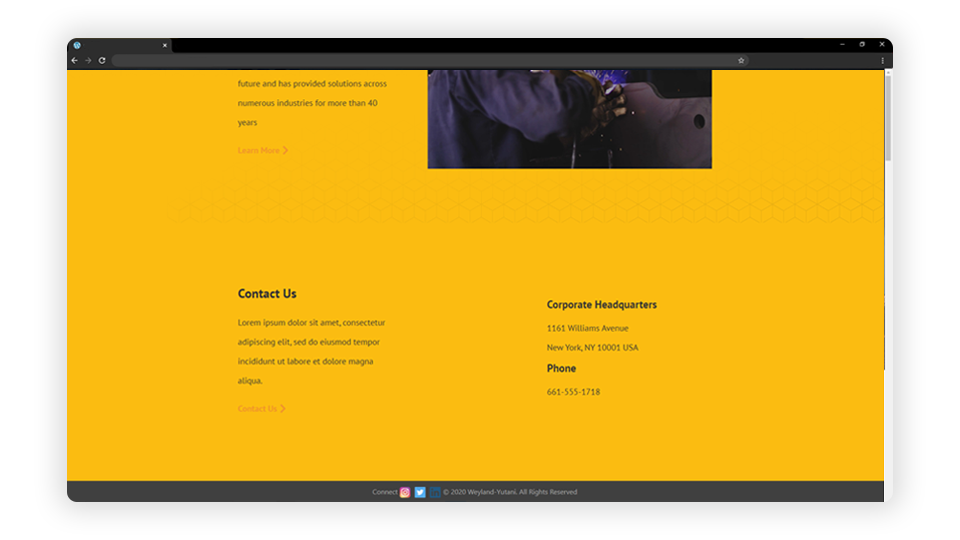 future and has provided solutions across
numerous industries for more than 40
years
Learn More
Contact Us
Lorem ipsum dolor sit amet, consectetur
adipiscing elit, sed do eiusmod tempor
incididunt ut labore et dolore magna
aliqua.
Contact Us
Corporate Headquarters
1161 Williams Avenue
New York, NY 10001 USA
Phone
661-555-1718
Connect © 2020 Weyland-Yutani. All Rights Reserved